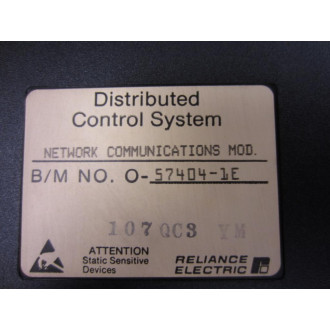 Distributed
Control System
NETWORK COMMUNICATIONS MOD.
B/M NO. O-57404-1E
107QC3 YM
ATTENTION
Static Sensitive
Devices
RELIANCE
ELECTRIC